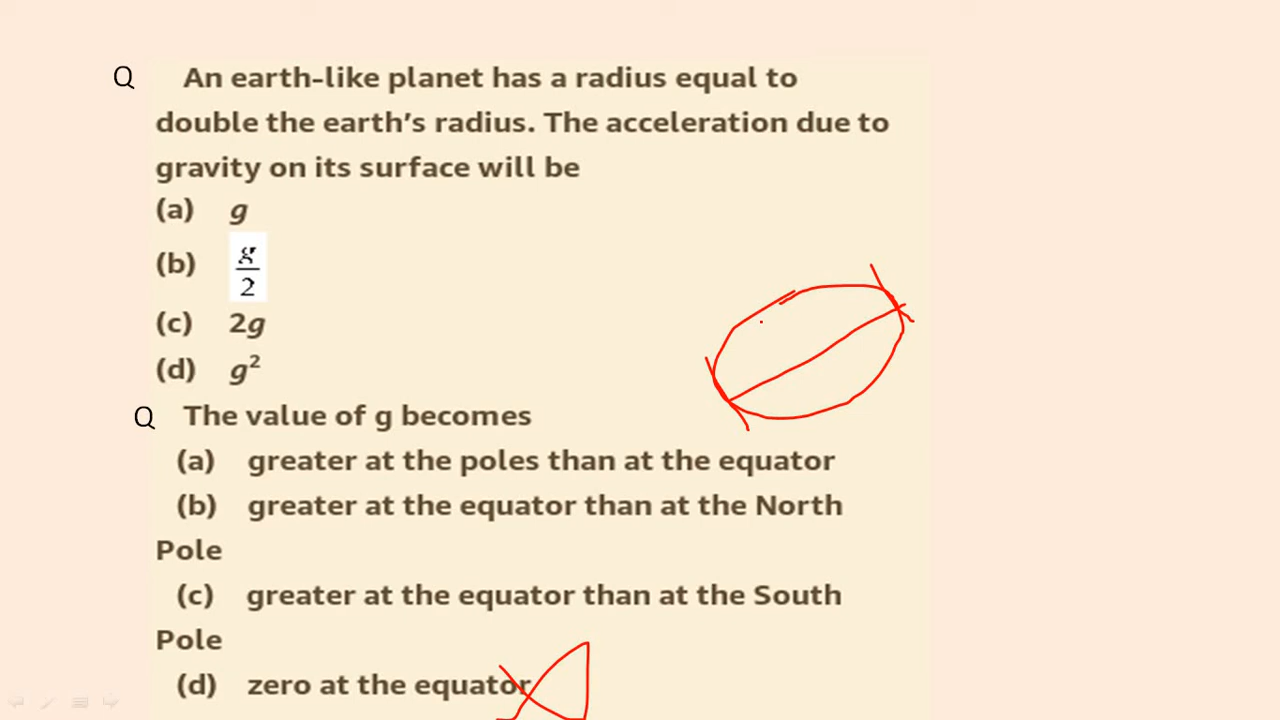 Q An earth-like planet has a radius equal to
double the earth’s radius. The acceleration due to
gravity on its surface will be
(a) g
(b) g/2
(c) 2g
(d) g²
Q The value of g becomes
(a) greater at the poles than at the equator
(b) greater at the equator than at the North
Pole
(c) greater at the equator than at the South
Pole
(d) zero at the equator